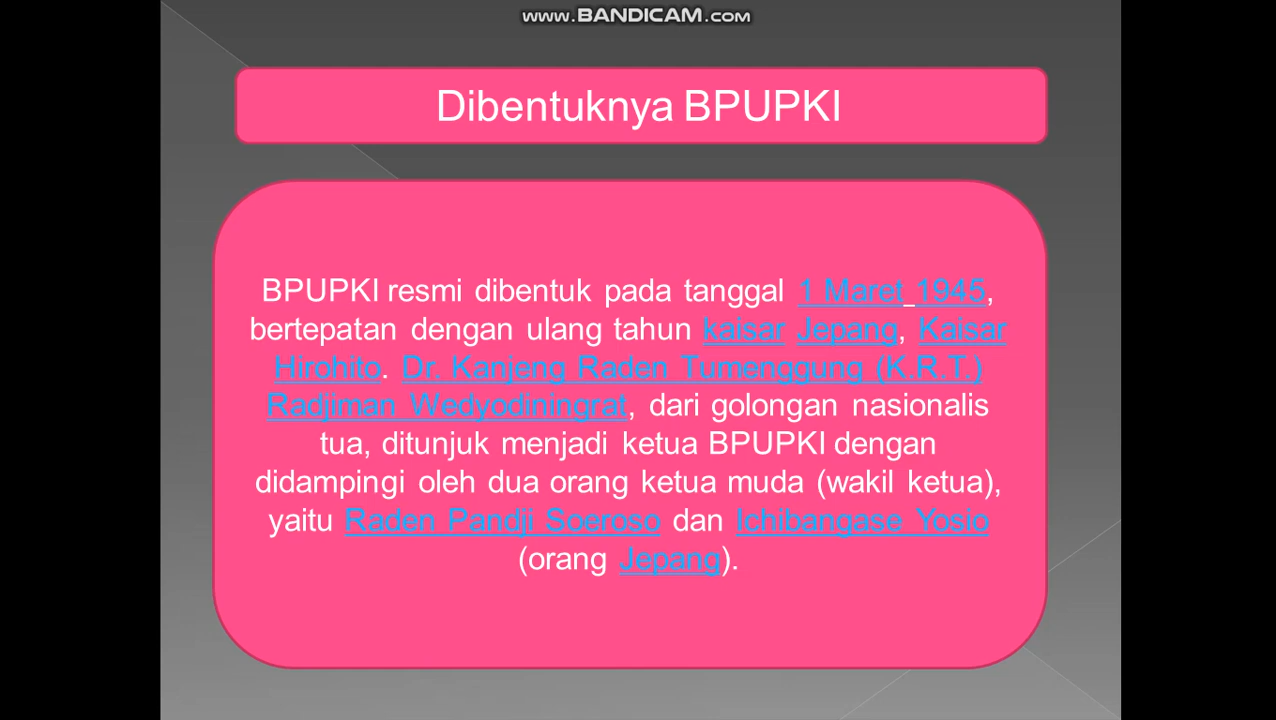 www.BANDICAM.com
Dibentuknya BPUPKI
BPUPKI resmi dibentuk pada tanggal 1 Maret 1945,
bertepatan dengan ulang tahun kaisar Jepang, Kaisar
Hirohito. Dr. Kanjeng Raden Tumenggung (K.R.T.)
Radjiman Wedyodiningrat, dari golongan nasionalis
tua, ditunjuk menjadi ketua BPUPKI dengan
didampingi oleh dua orang ketua muda (wakil ketua),
yaitu Raden Pandji Soeroso dan Ichibangase Yosio
(orang Jepang).